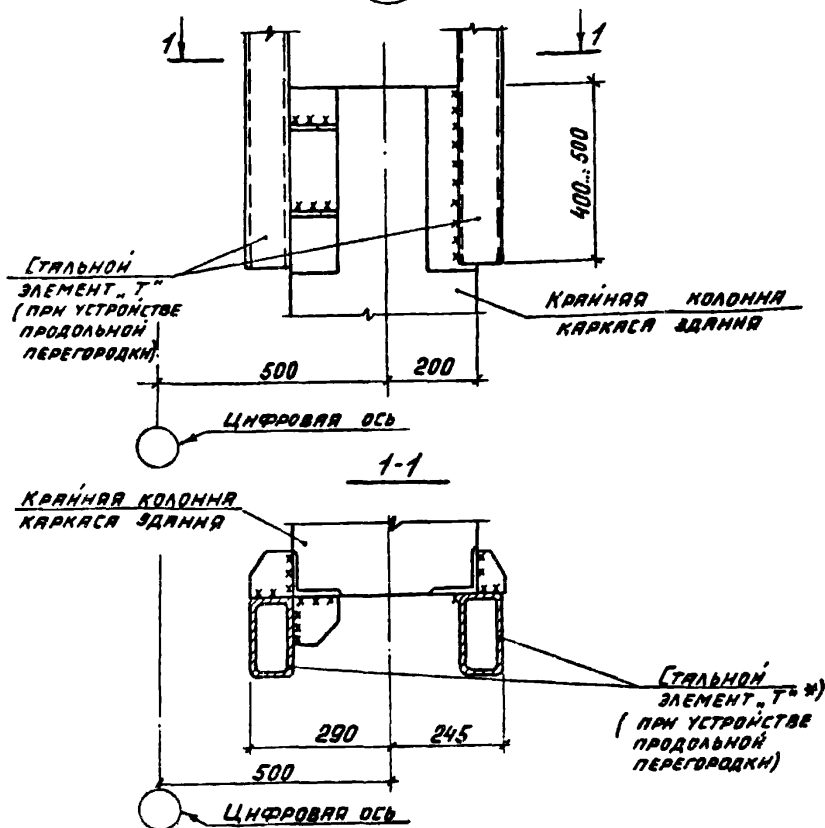 1
1
400...500
Стальной
элемент „Т“
(при устройстве
продольной
перегородки)
Крайняя колонна
каркаса здания
500
200
Цифровая ось
1-1
Крайняя колонна
каркаса здания
Стальной
элемент „Т“ *)
(при устройстве
продольной
перегородки)
290
245
500
Цифровая ось